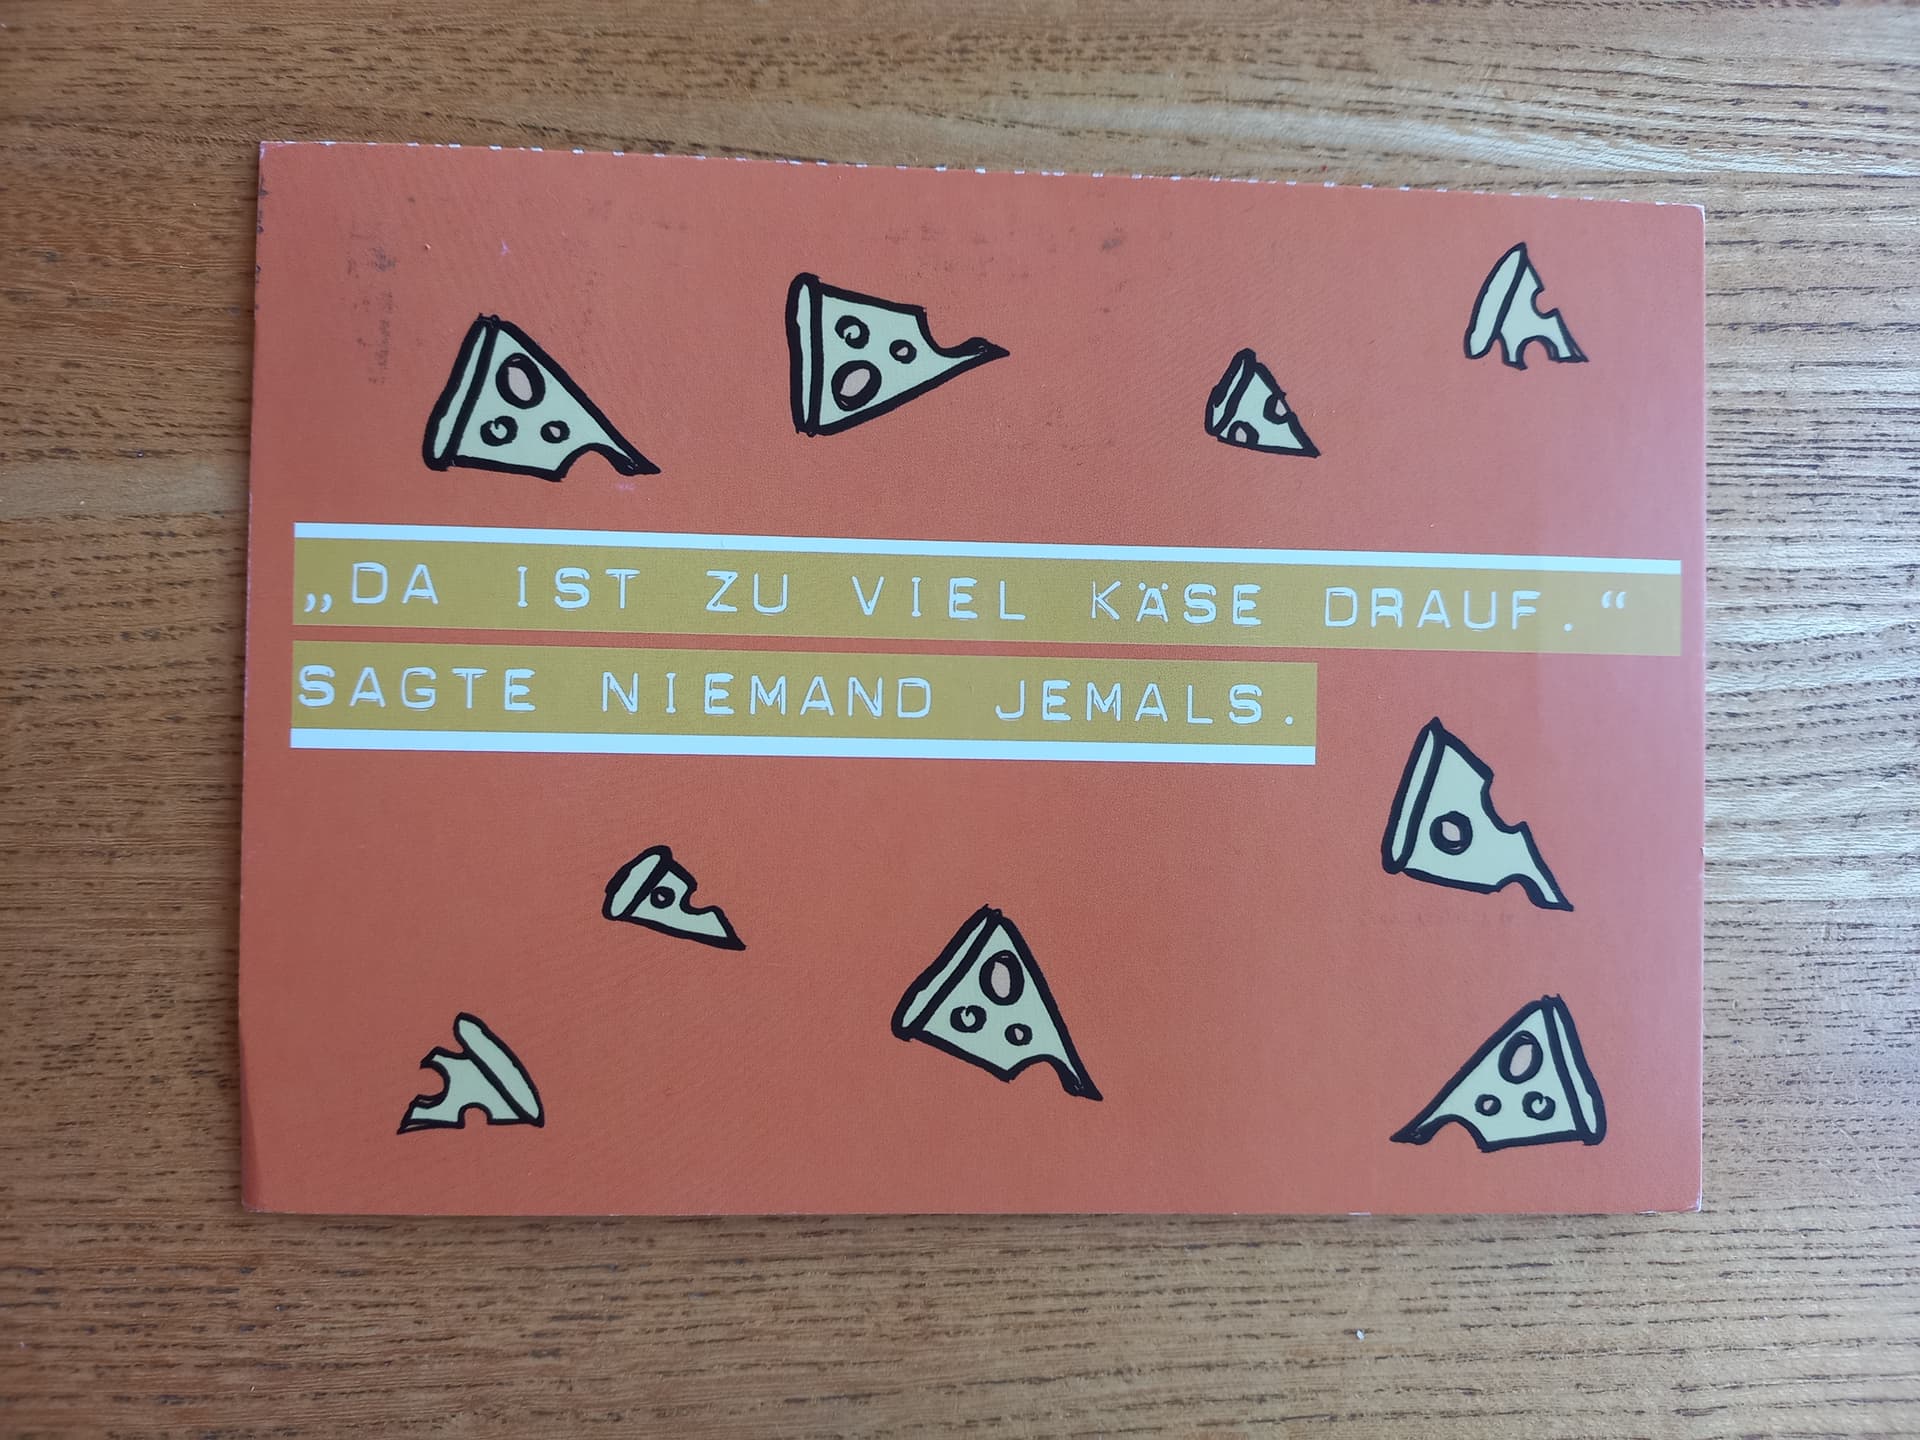 „DA IST ZU VIEL KÄSE DRAUF.“
SAGTE NIEMAND JEMALS.